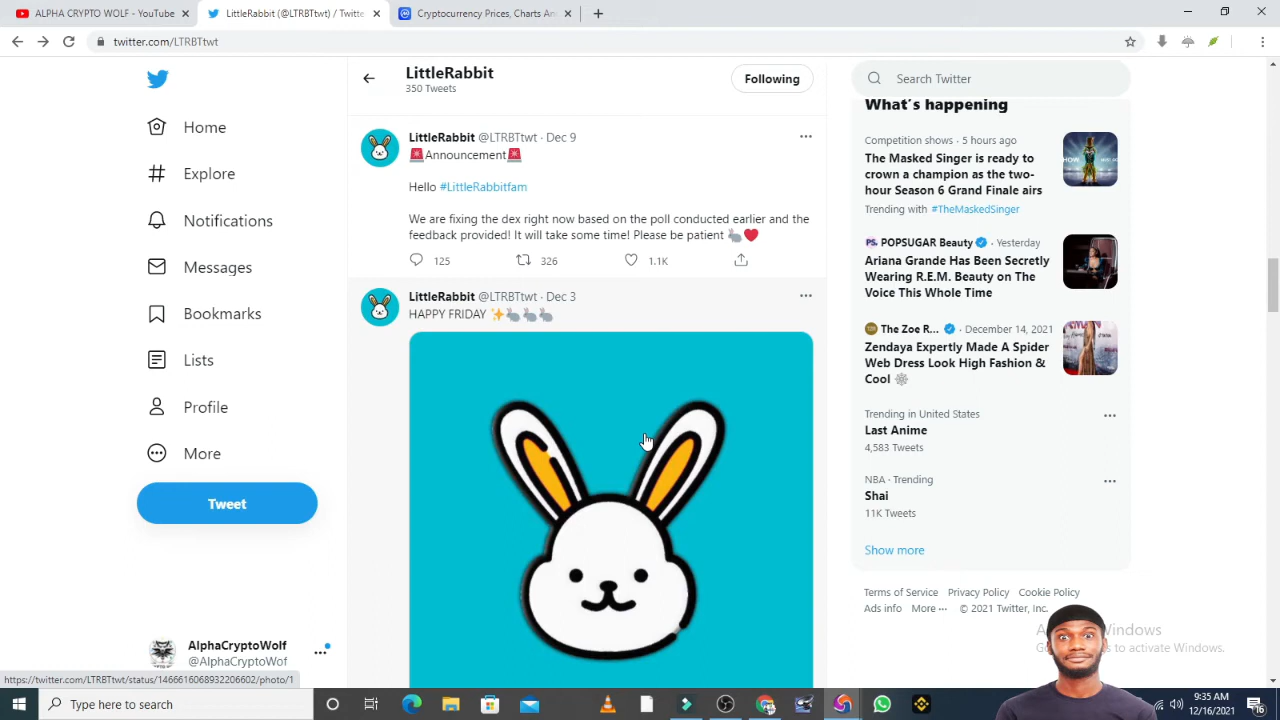 ALPHA CRYPTO WOLF - YouTube
LittleRabbit (@LTRBTtwt) / Twitter
Cryptocurrency Prices, Charts An
twitter.com/LTRBTtwt
Home
Explore
Notifications
Messages
Bookmarks
Lists
Profile
More
Tweet
AlphaCryptoWolf
@AlphaCryptoWof
LittleRabbit
350 Tweets
Following
LittleRabbit @LTRBTtwt · Dec 9
🚨Announcement🚨
Hello #LittleRabbitfam
We are fixing the dex right now based on the poll conducted earlier and the
feedback provided! It will take some time! Please be patient 🐇❤️
125 326 1.1K
LittleRabbit @LTRBTtwt · Dec 3
HAPPY FRIDAY ✨🐇🐇🐇
Search Twitter
What's happening
Competition shows · 5 hours ago
The Masked Singer is ready to
crown a champion as the two-
hour Season 6 Grand Finale airs
Trending with #TheMaskedSinger
POPSUGAR Beauty · Yesterday
Ariana Grande Has Been Secretly
Wearing R.E.M. Beauty on The
Voice This Whole Time
The Zoe R... · December 14, 2021
Zendaya Expertly Made A Spider
Web Dress Look High Fashion &
Cool 🕸️
Trending in United States
Last Anime
4,583 Tweets
NBA · Trending
Shai
11K Tweets
Show more
Terms of Service Privacy Policy Cookie Policy
Ads info More ··· © 2021 Twitter, Inc.
Windows
to activate Windows.
https://twitter.com/LTRBTtwt/status/1466616068932206602/photo/1
Type here to search
9:35 AM
12/16/2021